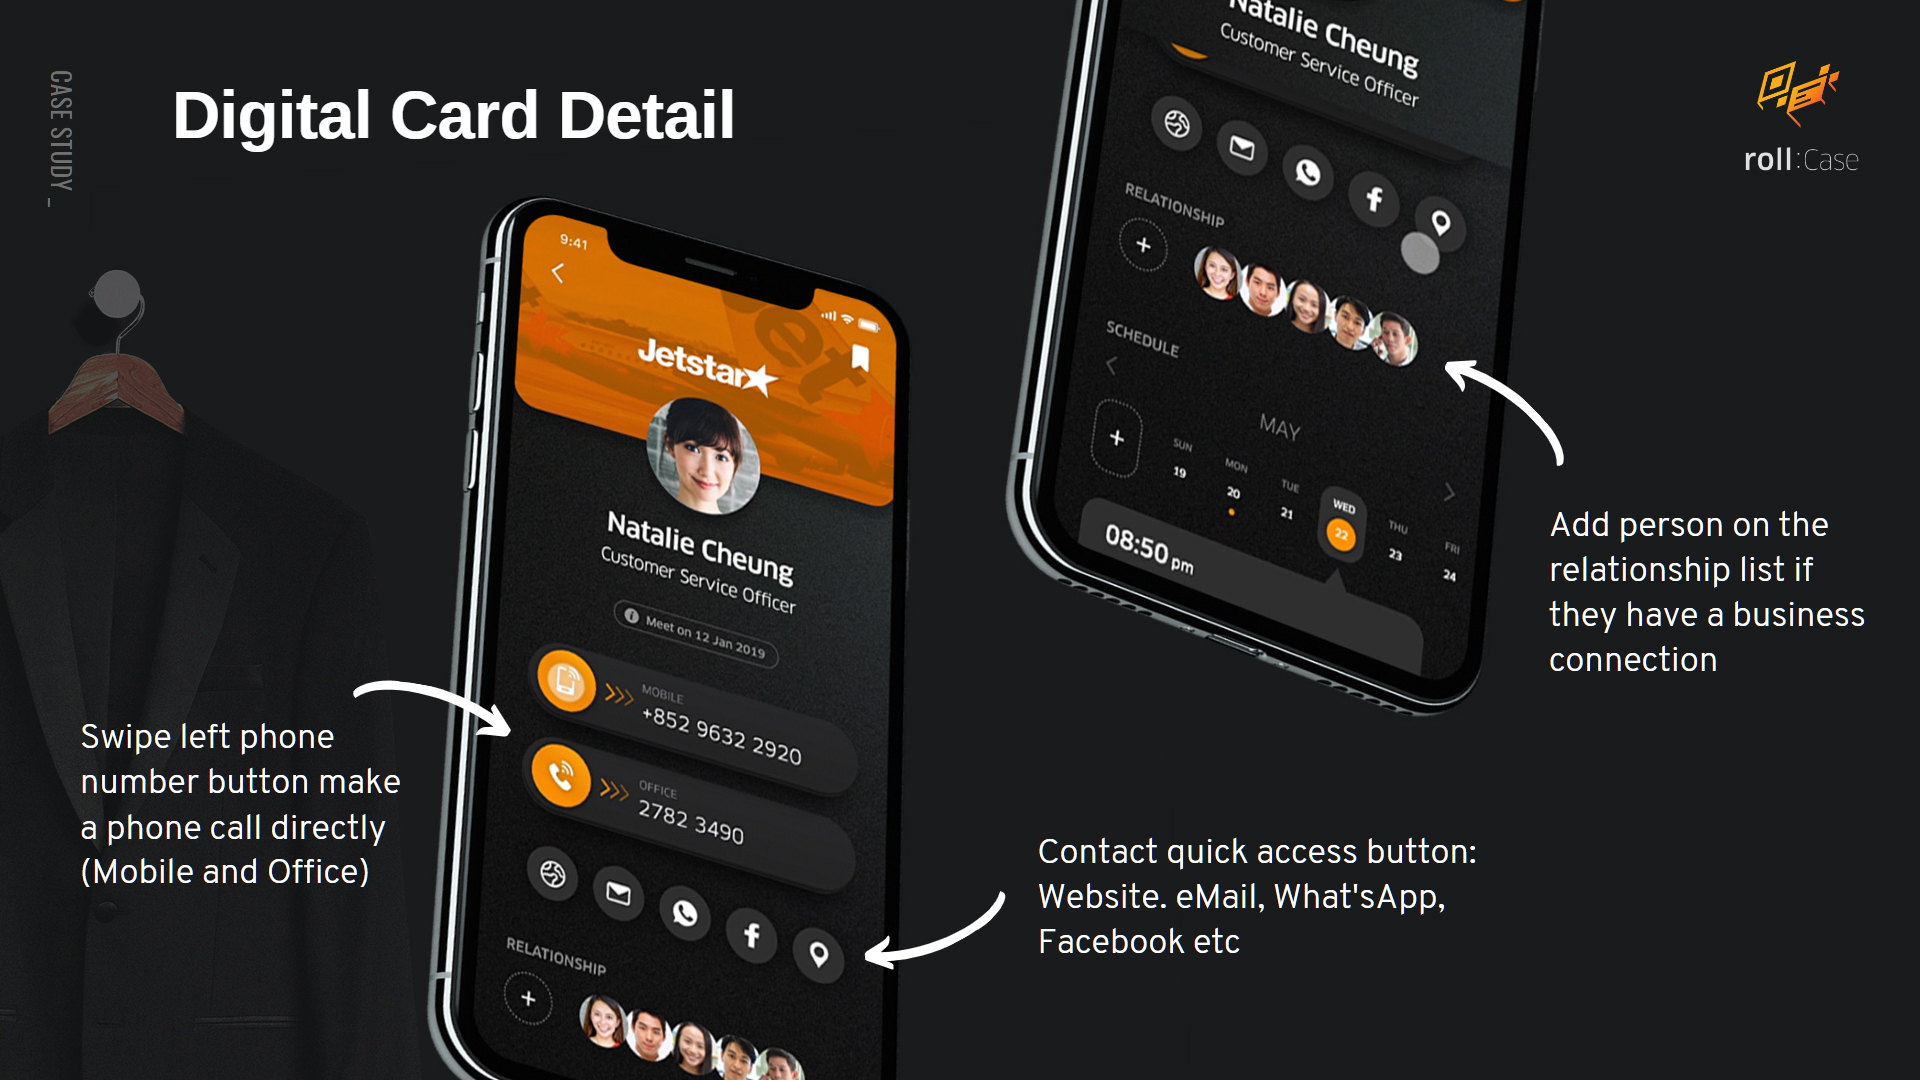 CASE STUDY _
Digital Card Detail
roll:Case
9:41
Jetstar
Natalie Cheung
Customer Service Officer
Meet on 12 Jan 2019
MOBILE
+852 9632 2920
OFFICE
2782 3490
RELATIONSHIP
+
Natalie Cheung
Customer Service Officer
RELATIONSHIP
+
SCHEDULE
MAY
+
SUN MON TUE WED THU FRI
19 20 21 22 23 24
08:50 pm
Swipe left phone
number button make
a phone call directly
(Mobile and Office)
Contact quick access button:
Website. eMail, What'sApp,
Facebook etc
Add person on the
relationship list if
they have a business
connection